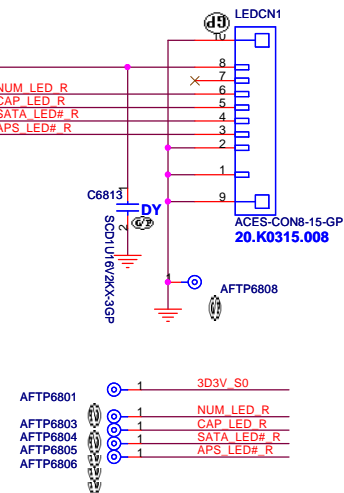 LEDCN1
GP
10
8
7
NUM_LED_R 6
CAP_LED_R 5
SATA_LED#_R 4
APS_LED#_R 3
2
1
9
C6813 1
DY
G/P
2
SCD1U16V2KX-3GP
ACES-CON8-15-GP
20.K0315.008
1
AFTP6808
AFTP6801 1 3D3V_S0
AFTP6803 1 NUM_LED_R
AFTP6804 1 CAP_LED_R
AFTP6805 1 SATA_LED#_R
AFTP6806 1 APS_LED#_R